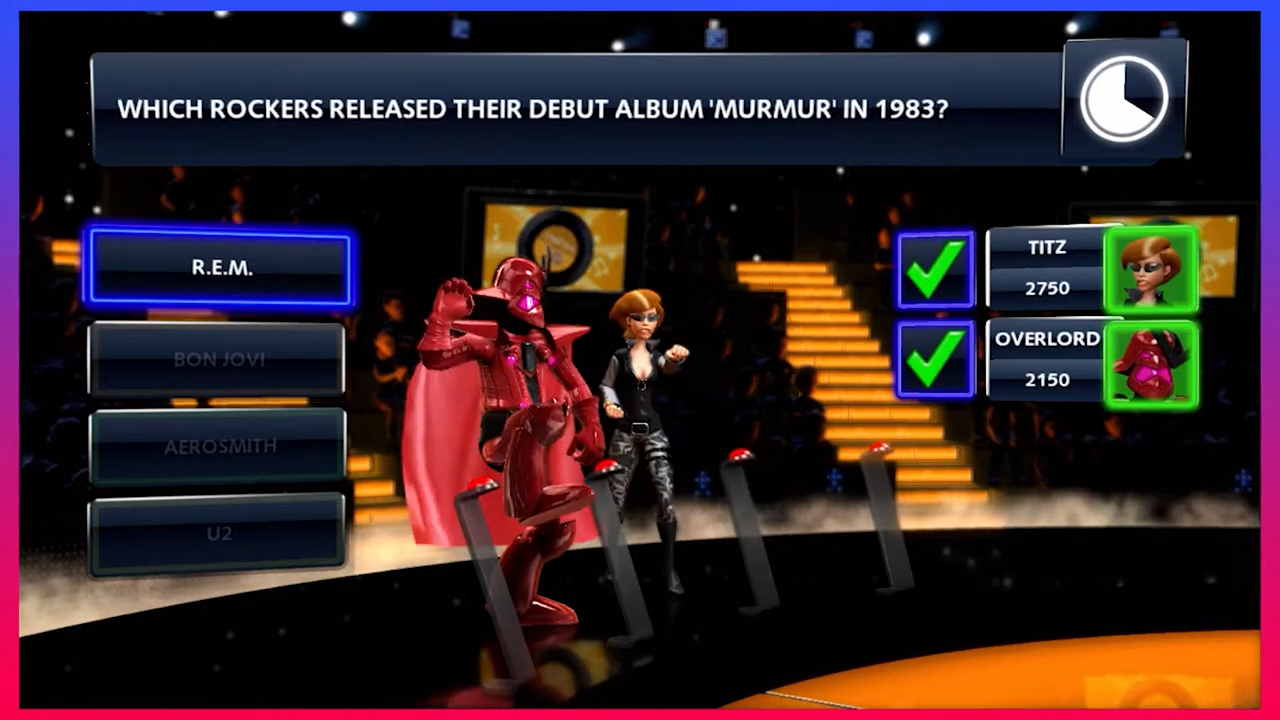 WHICH ROCKERS RELEASED THEIR DEBUT ALBUM 'MURMUR' IN 1983?
R.E.M.
BON JOVI
AEROSMITH
U2
TITZ
2750
OVERLORD
2150